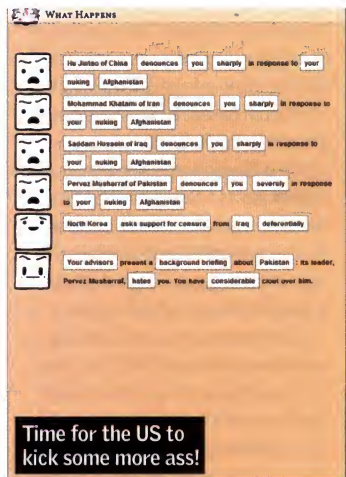 WHAT HAPPENS
Hu Jintao of China denounces you sharply in response to your
nuking Afghanistan
Mohammad Khatami of Iran denounces you sharply in response to
your nuking Afghanistan
Saddam Hussein of Iraq denounces you sharply in response to
your nuking Afghanistan
Pervez Musharraf of Pakistan denounces you severely in response
to your nuking Afghanistan
North Korea asks support for censure from Iraq deferentially
Your advisors present a background briefing about Pakistan : its leader,
Pervez Musharraf, hates you. You have considerable clout over him.
Time for the US to
kick some more ass!